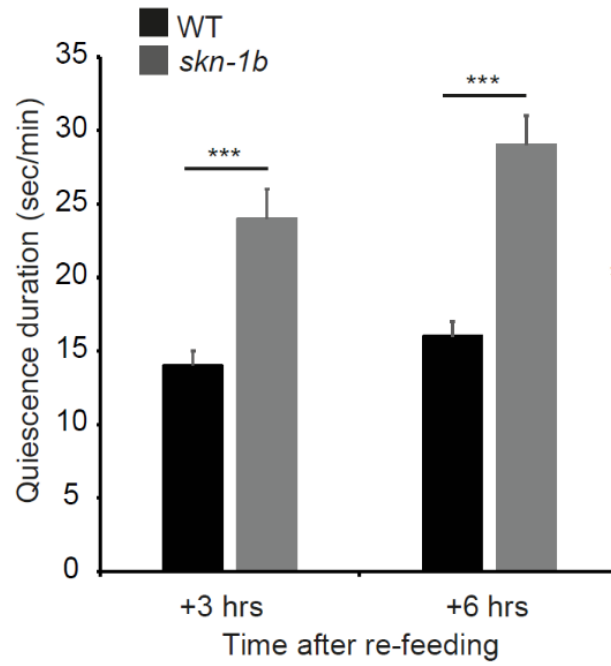 WT
skn-1b
Quiescence duration (sec/min)
35
30
25
20
15
10
5
0
***
***
+3 hrs
+6 hrs
Time after re-feeding